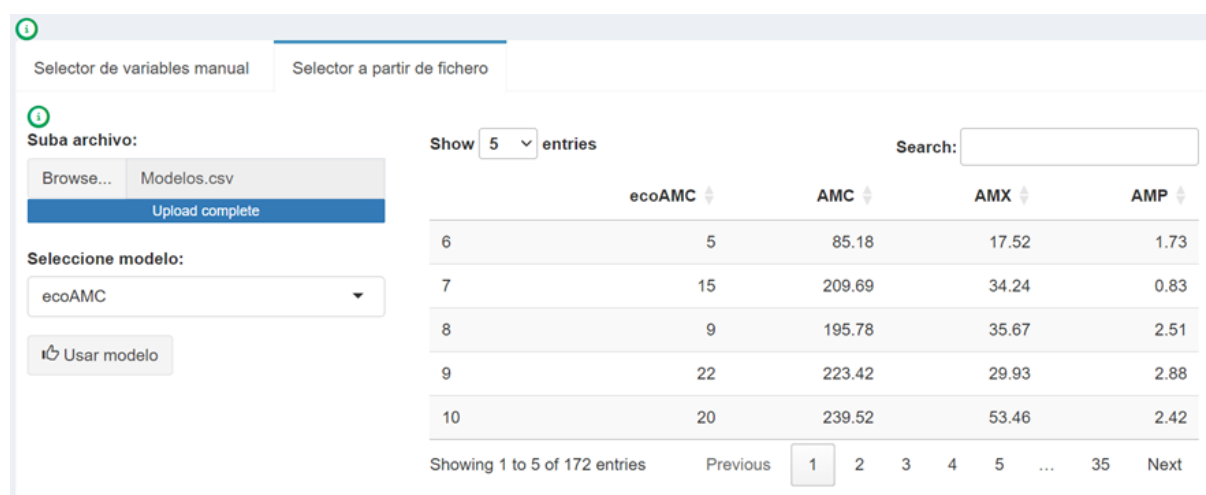 Selector de variables manual Selector a partir de fichero
Suba archivo:
Browse... Modelos.csv
Upload complete
Seleccione modelo:
ecoAMC
Usar modelo
Show 5 entries Search:
ecoAMC AMC AMX AMP
6 5 85.18 17.52 1.73
7 15 209.69 34.24 0.83
8 9 195.78 35.67 2.51
9 22 223.42 29.93 2.88
10 20 239.52 53.46 2.42
Showing 1 to 5 of 172 entries Previous 1 2 3 4 5 ... 35 Next